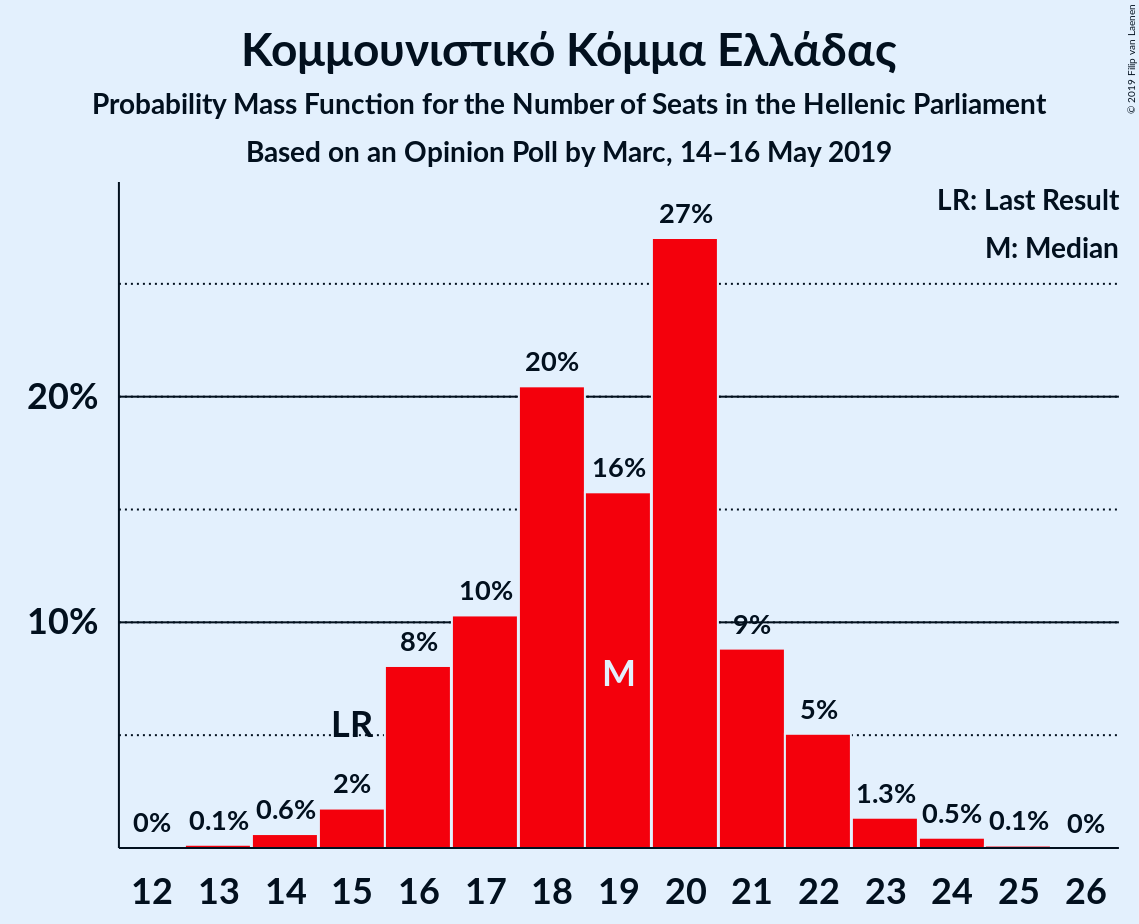 Κομμουνιστικό Κόμμα Ελλάδας
Probability Mass Function for the Number of Seats in the Hellenic Parliament
Based on an Opinion Poll by Marc, 14–16 May 2019
© 2019 Filip van Laenen
LR: Last Result
M: Median
27%
20%
20%
16%
10%
10%
9%
8%
M
5%
LR
2%
1.3%
0% 0.1% 0.6% 0.5% 0.1% 0%
12 13 14 15 16 17 18 19 20 21 22 23 24 25 26